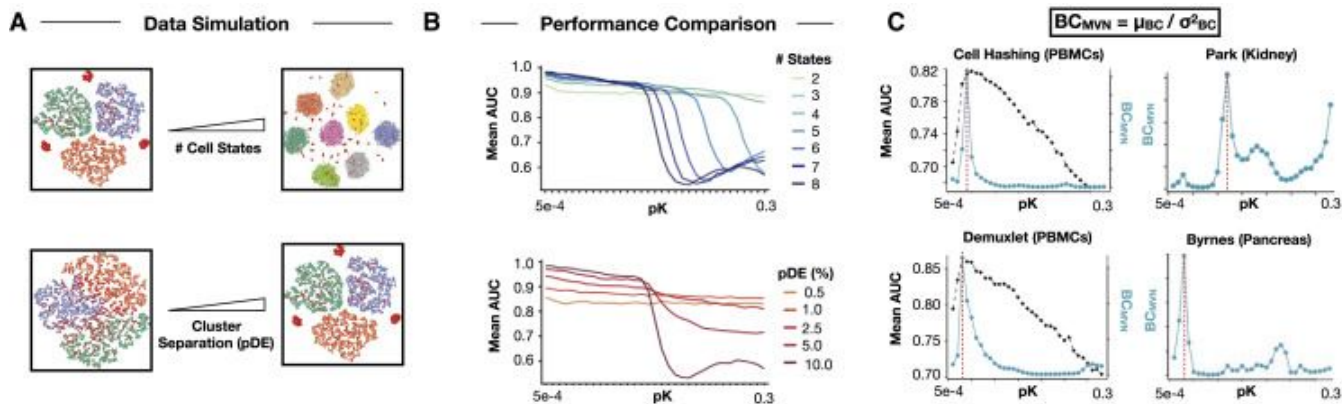 A
Data Simulation
# Cell States
Cluster
Separation (pDE)
B
Performance Comparison
Mean AUC
1.0
0.9
0.8
0.7
0.6
5e-4
pK
0.3
# States
2
3
4
5
6
7
8
Mean AUC
1.0
0.9
0.8
0.7
0.6
5e-4
pK
0.3
pDE (%)
0.5
1.0
2.5
5.0
10.0
C
BCMVN = μBC / σ²BC
Cell Hashing (PBMCs)
Mean AUC
0.82
0.78
0.74
0.70
5e-4
pK
0.3
BCMVN
Park (Kidney)
BCMVN
5e-4
pK
0.3
Demuxlet (PBMCs)
Mean AUC
0.85
0.80
0.75
0.70
5e-4
pK
0.3
BCMVN
Byrnes (Pancreas)
BCMVN
5e-4
pK
0.3